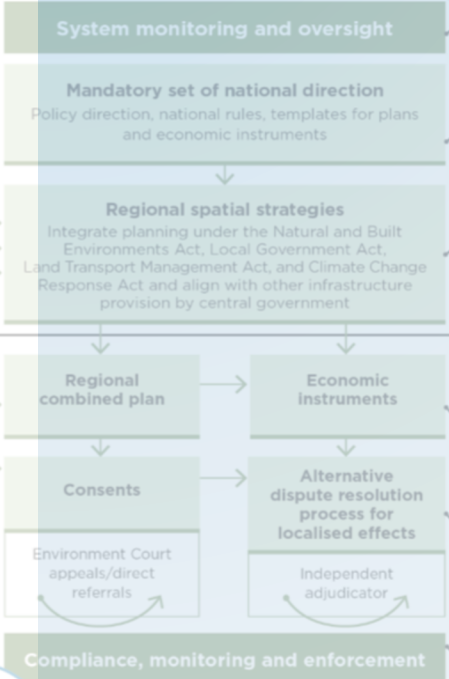 System monitoring and oversight
Mandatory set of national direction
Policy direction, national rules, templates for plans
and economic instruments
Regional spatial strategies
Integrate planning under the Natural and Built
Environments Act, Local Government Act,
Land Transport Management Act, and Climate Change
Response Act and align with other infrastructure
provision by central government
Regional
combined plan
Economic
instruments
Consents
Alternative
dispute resolution
process for
localised effects
Environment Court
appeals/direct
referrals
Independent
adjudicator
Compliance, monitoring and enforcement